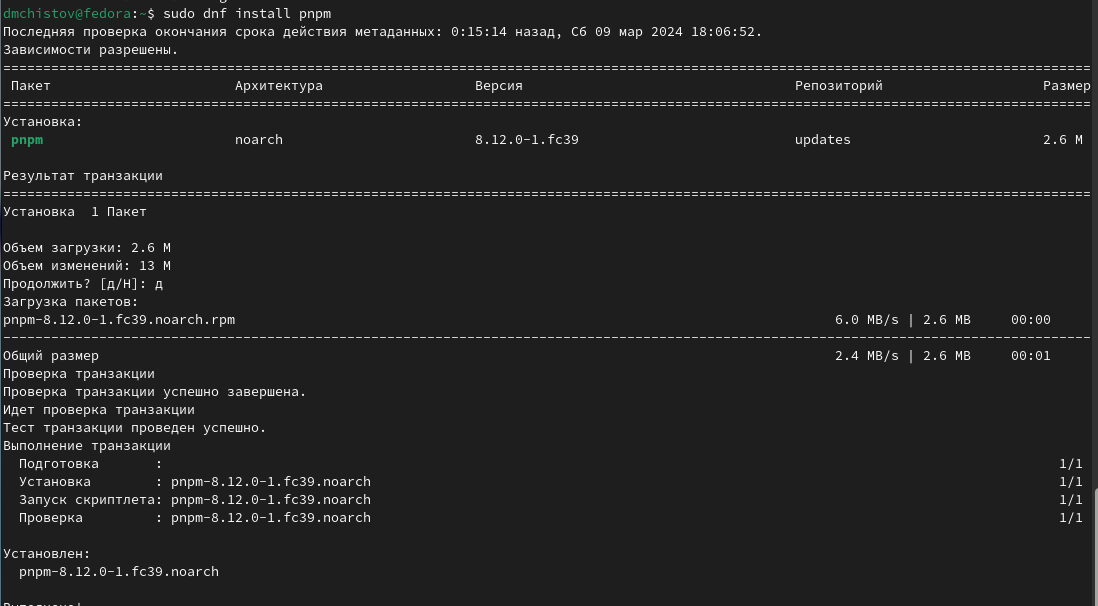 dmchistov@fedora:~$ sudo dnf install pnpm
Последняя проверка окончания срока действия метаданных: 0:15:14 назад, Сб 09 мар 2024 18:06:52.
Зависимости разрешены.
================================================================================
Пакет Архитектура Версия Репозиторий Размер
================================================================================
Установка:
pnpm noarch 8.12.0-1.fc39 updates 2.6 M
Результат транзакции
================================================================================
Установка 1 Пакет
Объем загрузки: 2.6 M
Объем изменений: 13 M
Продолжить? [д/Н]: д
Загрузка пакетов:
pnpm-8.12.0-1.fc39.noarch.rpm 6.0 MB/s | 2.6 MB 00:00
--------------------------------------------------------------------------------
Общий размер 2.4 MB/s | 2.6 MB 00:01
Проверка транзакции
Проверка транзакции успешно завершена.
Идет проверка транзакции
Тест транзакции проведен успешно.
Выполнение транзакции
Подготовка : 1/1
Установка : pnpm-8.12.0-1.fc39.noarch 1/1
Запуск скриптлета: pnpm-8.12.0-1.fc39.noarch 1/1
Проверка : pnpm-8.12.0-1.fc39.noarch 1/1
Установлен:
pnpm-8.12.0-1.fc39.noarch